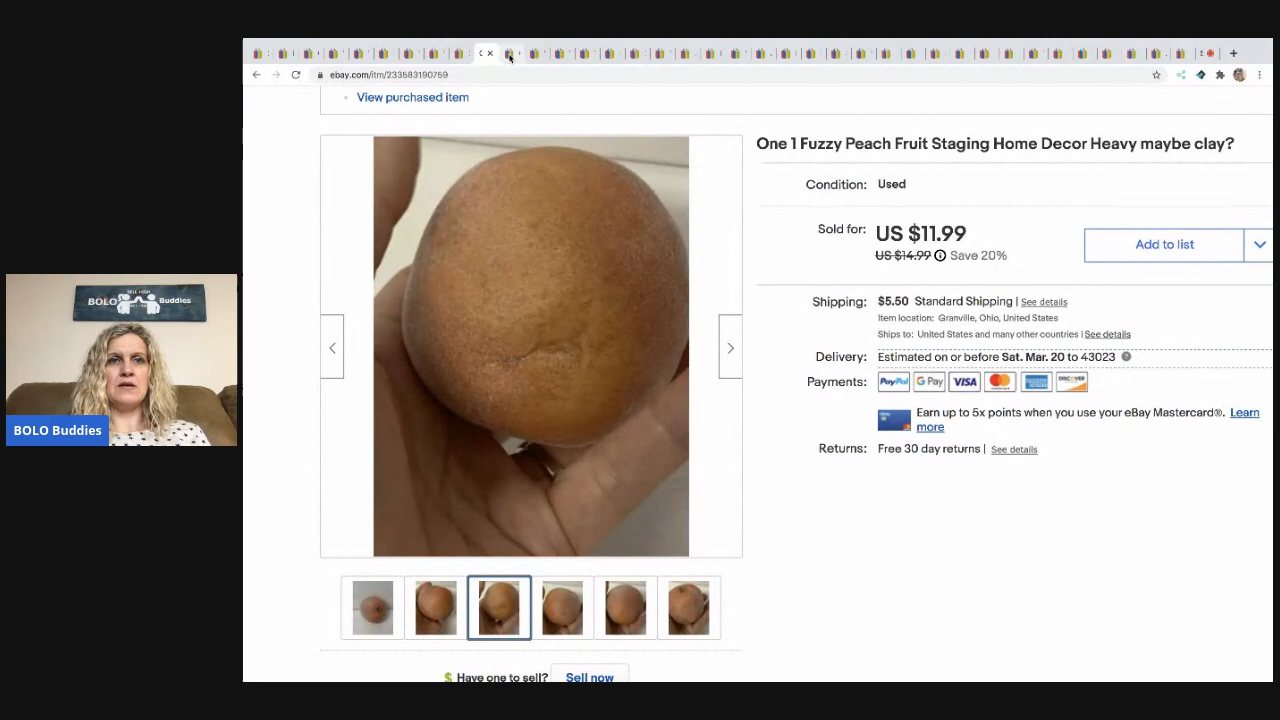 ebay.com/itm/233583190759
View purchased item
One 1 Fuzzy Peach Fruit Staging Home Decor Heavy maybe clay?
Condition: Used
Sold for: US $11.99
US $14.99 Save 20%
Add to list
Shipping: $5.50 Standard Shipping | See details
Item location: Granville, Ohio, United States
Ships to: United States and many other countries | See details
Delivery: Estimated on or before Sat. Mar. 20 to 43023
Payments: PayPal G Pay VISA
DISCOVER
Earn up to 5x points when you use your eBay Mastercard®. Learn
more
Returns: Free 30 day returns | See details
$ Have one to sell? Sell now
BOLO Buddies
BOLO Buddies